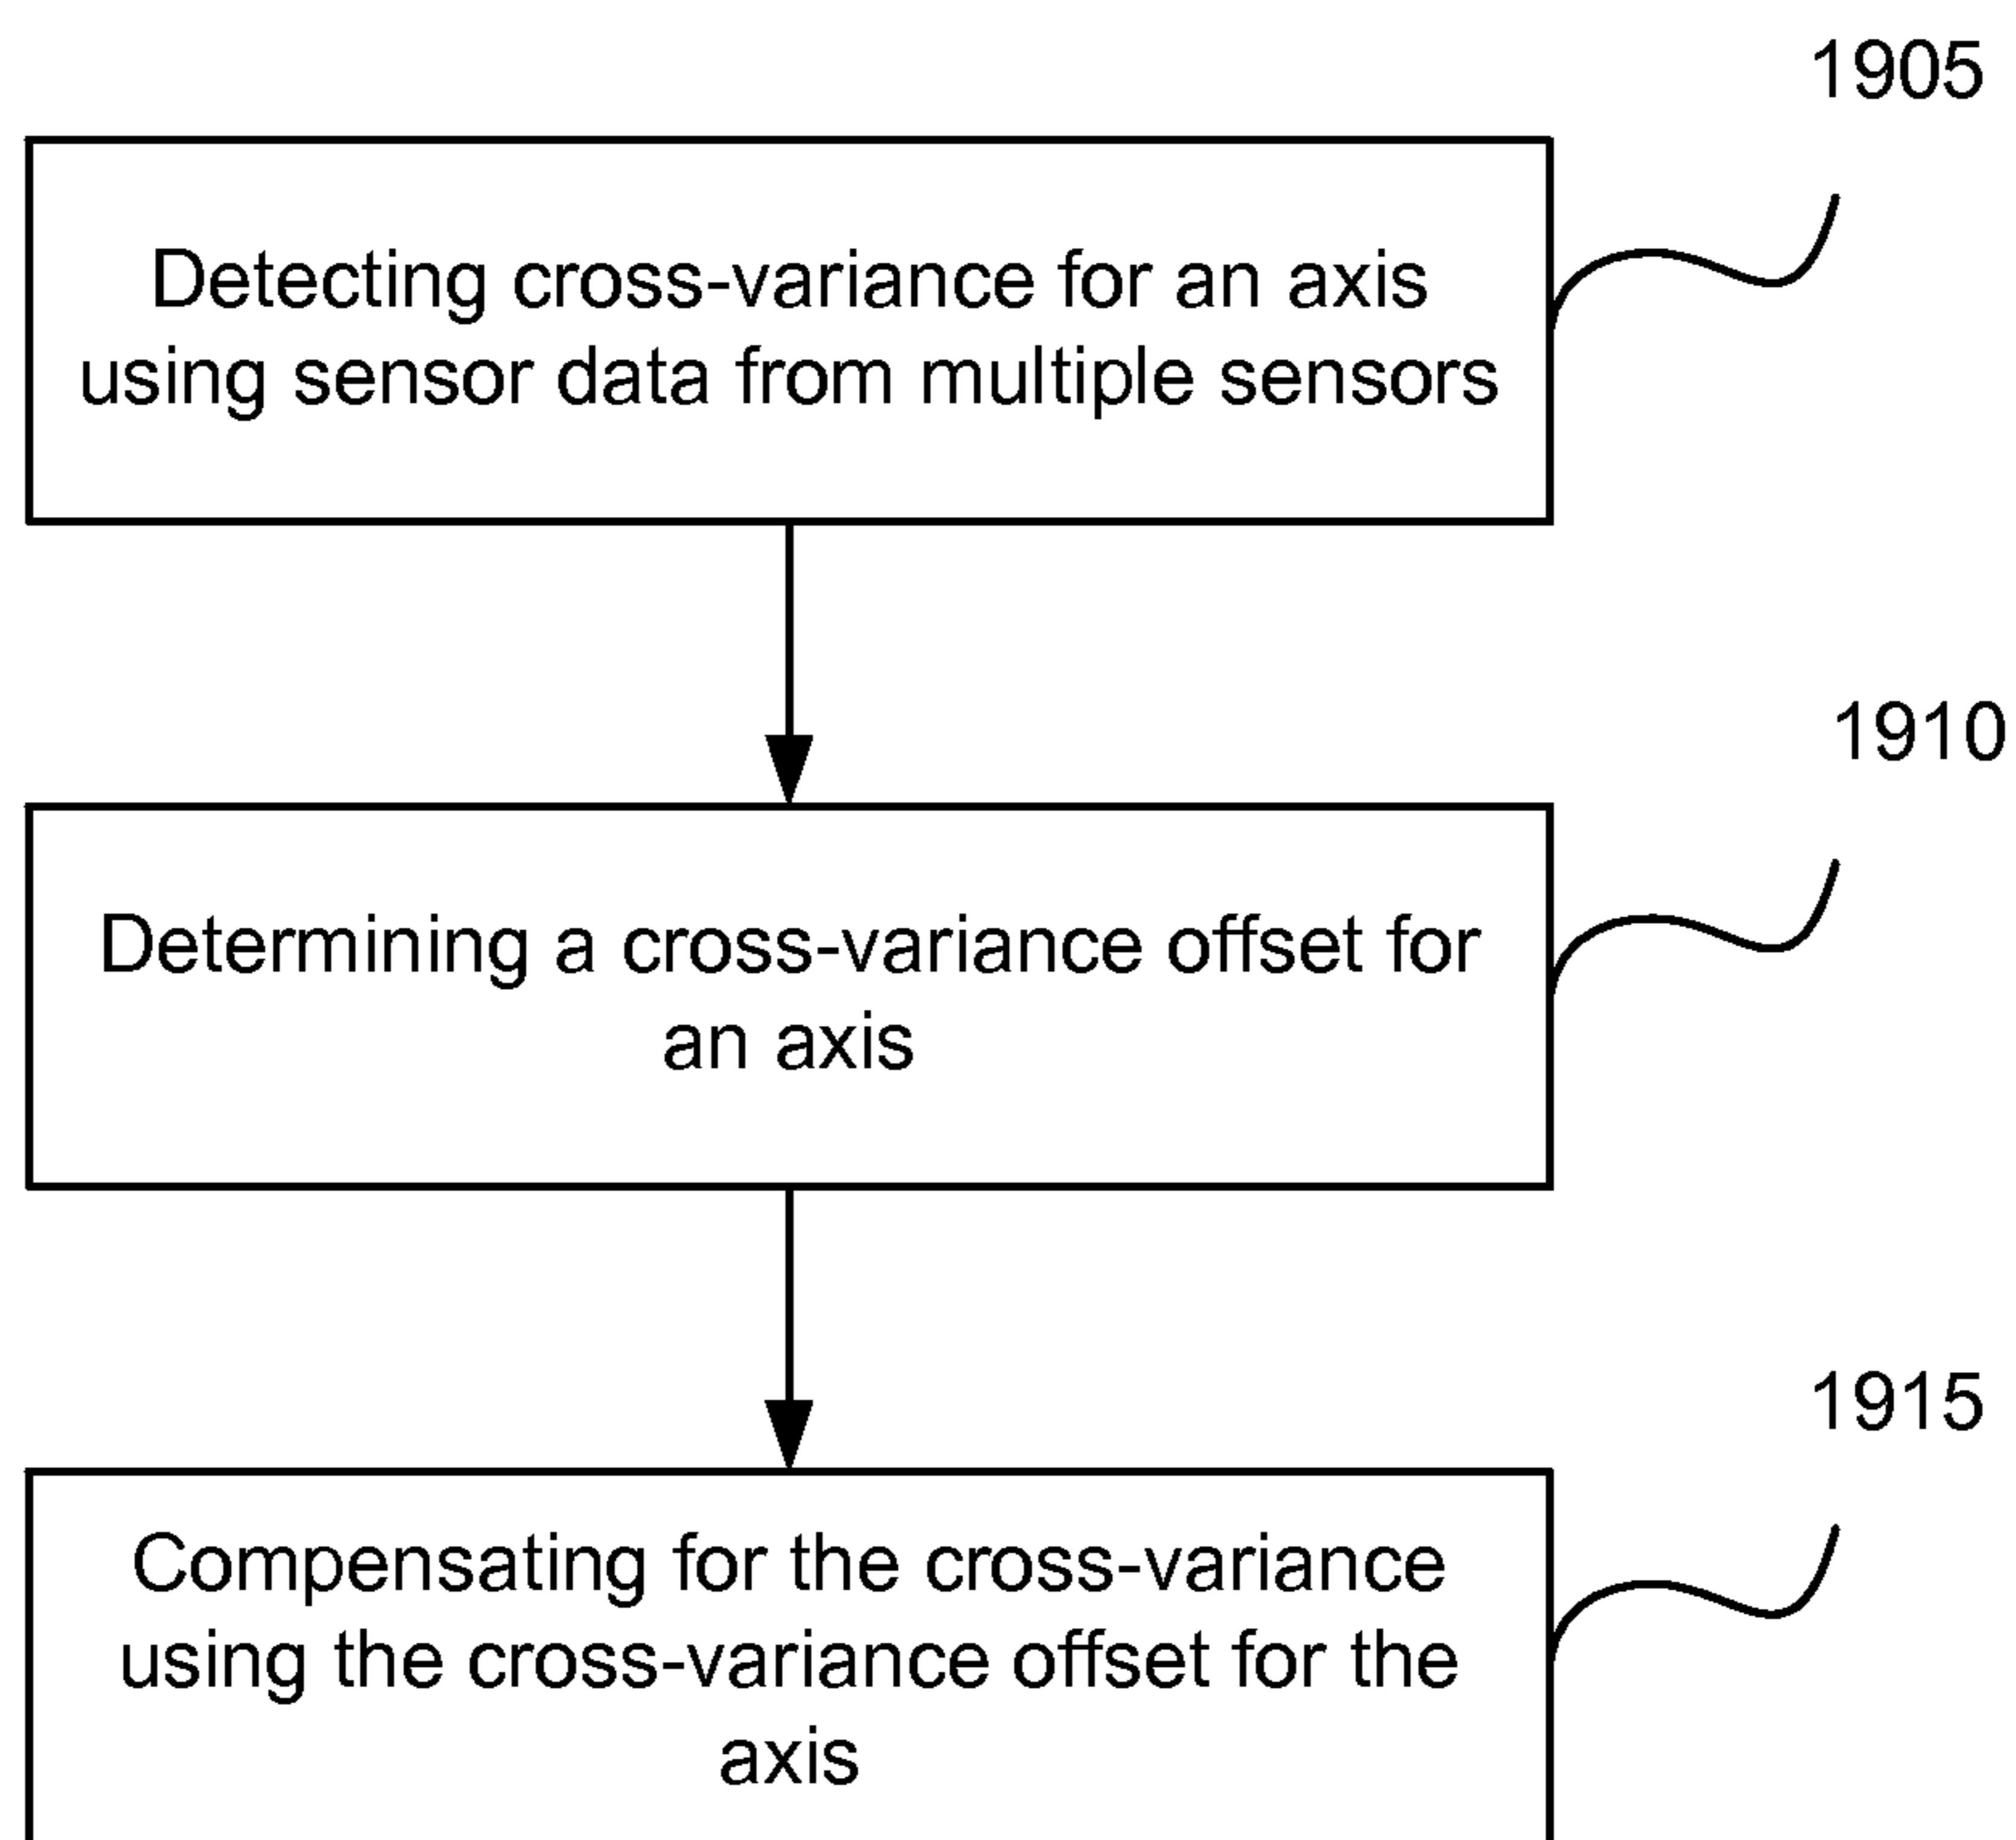 1905
Detecting cross-variance for an axis
using sensor data from multiple sensors
1910
Determining a cross-variance offset for
an axis
1915
Compensating for the cross-variance
using the cross-variance offset for the
axis